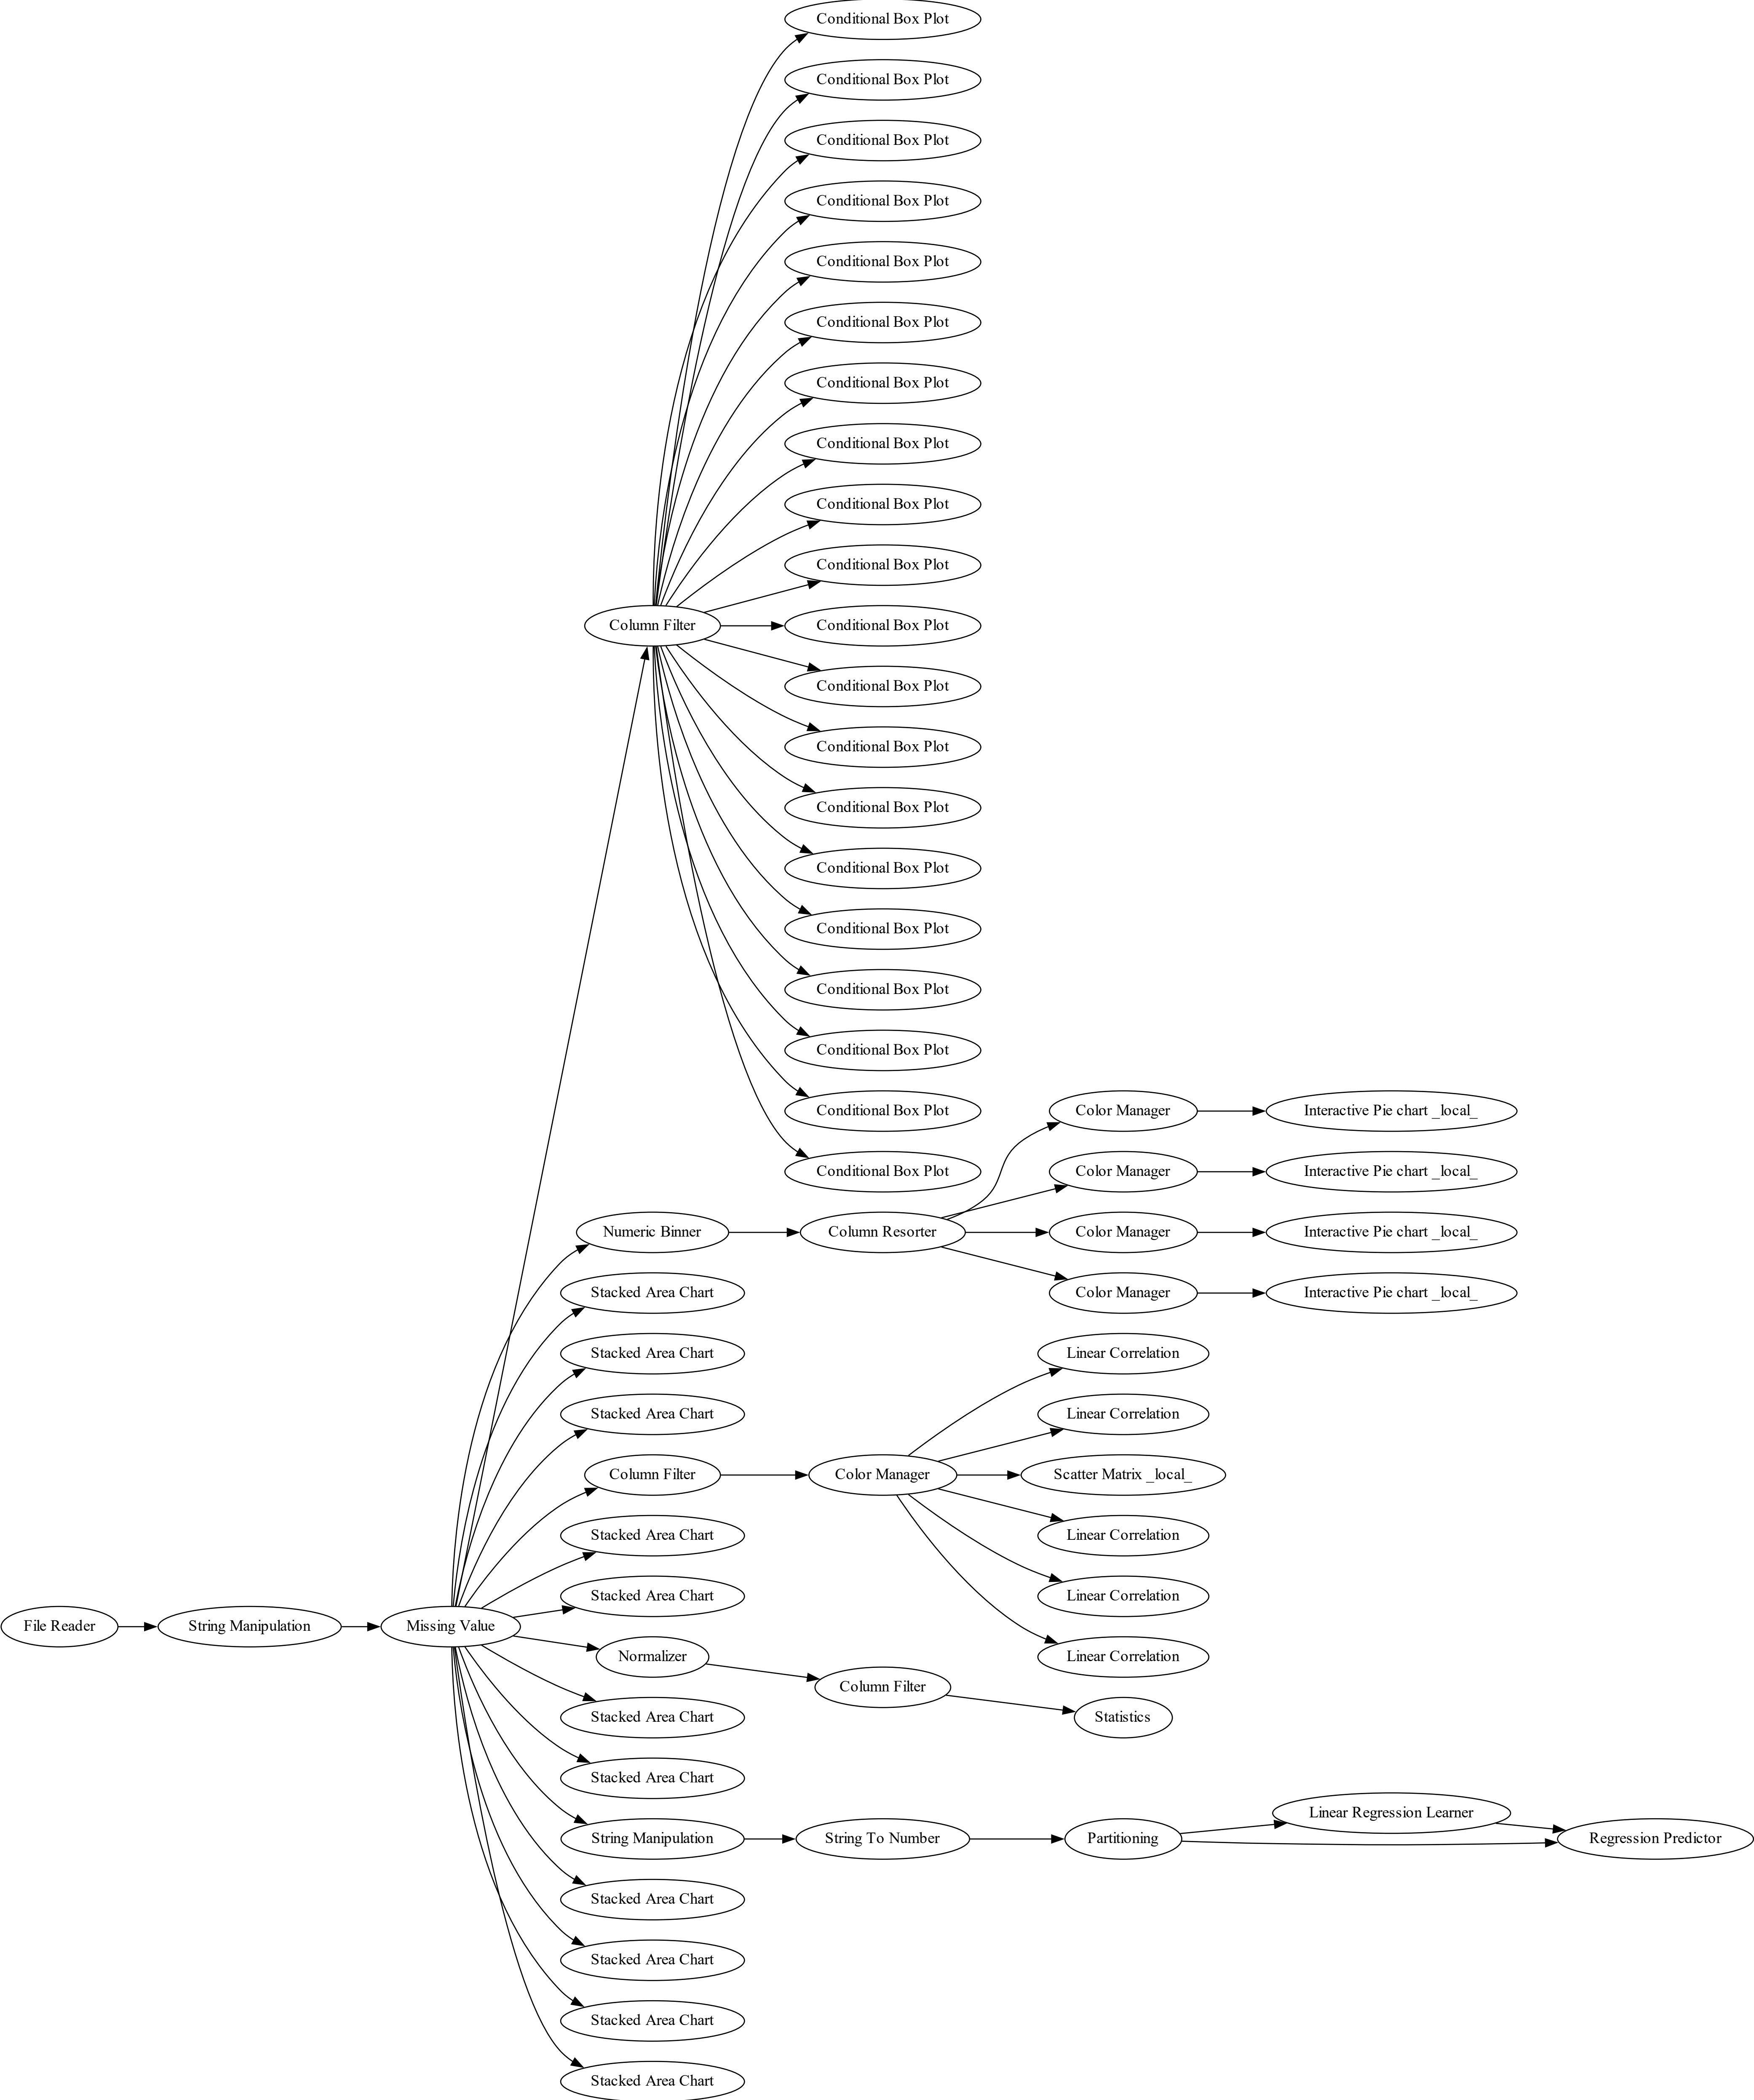 Conditional Box Plot
Conditional Box Plot
Conditional Box Plot
Conditional Box Plot
Conditional Box Plot
Conditional Box Plot
Conditional Box Plot
Conditional Box Plot
Conditional Box Plot
Conditional Box Plot
Column Filter
Conditional Box Plot
Conditional Box Plot
Conditional Box Plot
Conditional Box Plot
Conditional Box Plot
Conditional Box Plot
Conditional Box Plot
Conditional Box Plot
Conditional Box Plot
Color Manager
Interactive Pie chart _local_
Conditional Box Plot
Color Manager
Interactive Pie chart _local_
Numeric Binner
Column Resorter
Color Manager
Interactive Pie chart _local_
Stacked Area Chart
Color Manager
Interactive Pie chart _local_
Stacked Area Chart
Linear Correlation
Stacked Area Chart
Linear Correlation
Column Filter
Color Manager
Scatter Matrix _local_
Stacked Area Chart
Linear Correlation
Stacked Area Chart
Linear Correlation
File Reader
String Manipulation
Missing Value
Normalizer
Linear Correlation
Column Filter
Stacked Area Chart
Statistics
Stacked Area Chart
Linear Regression Learner
String Manipulation
String To Number
Partitioning
Regression Predictor
Stacked Area Chart
Stacked Area Chart
Stacked Area Chart
Stacked Area Chart